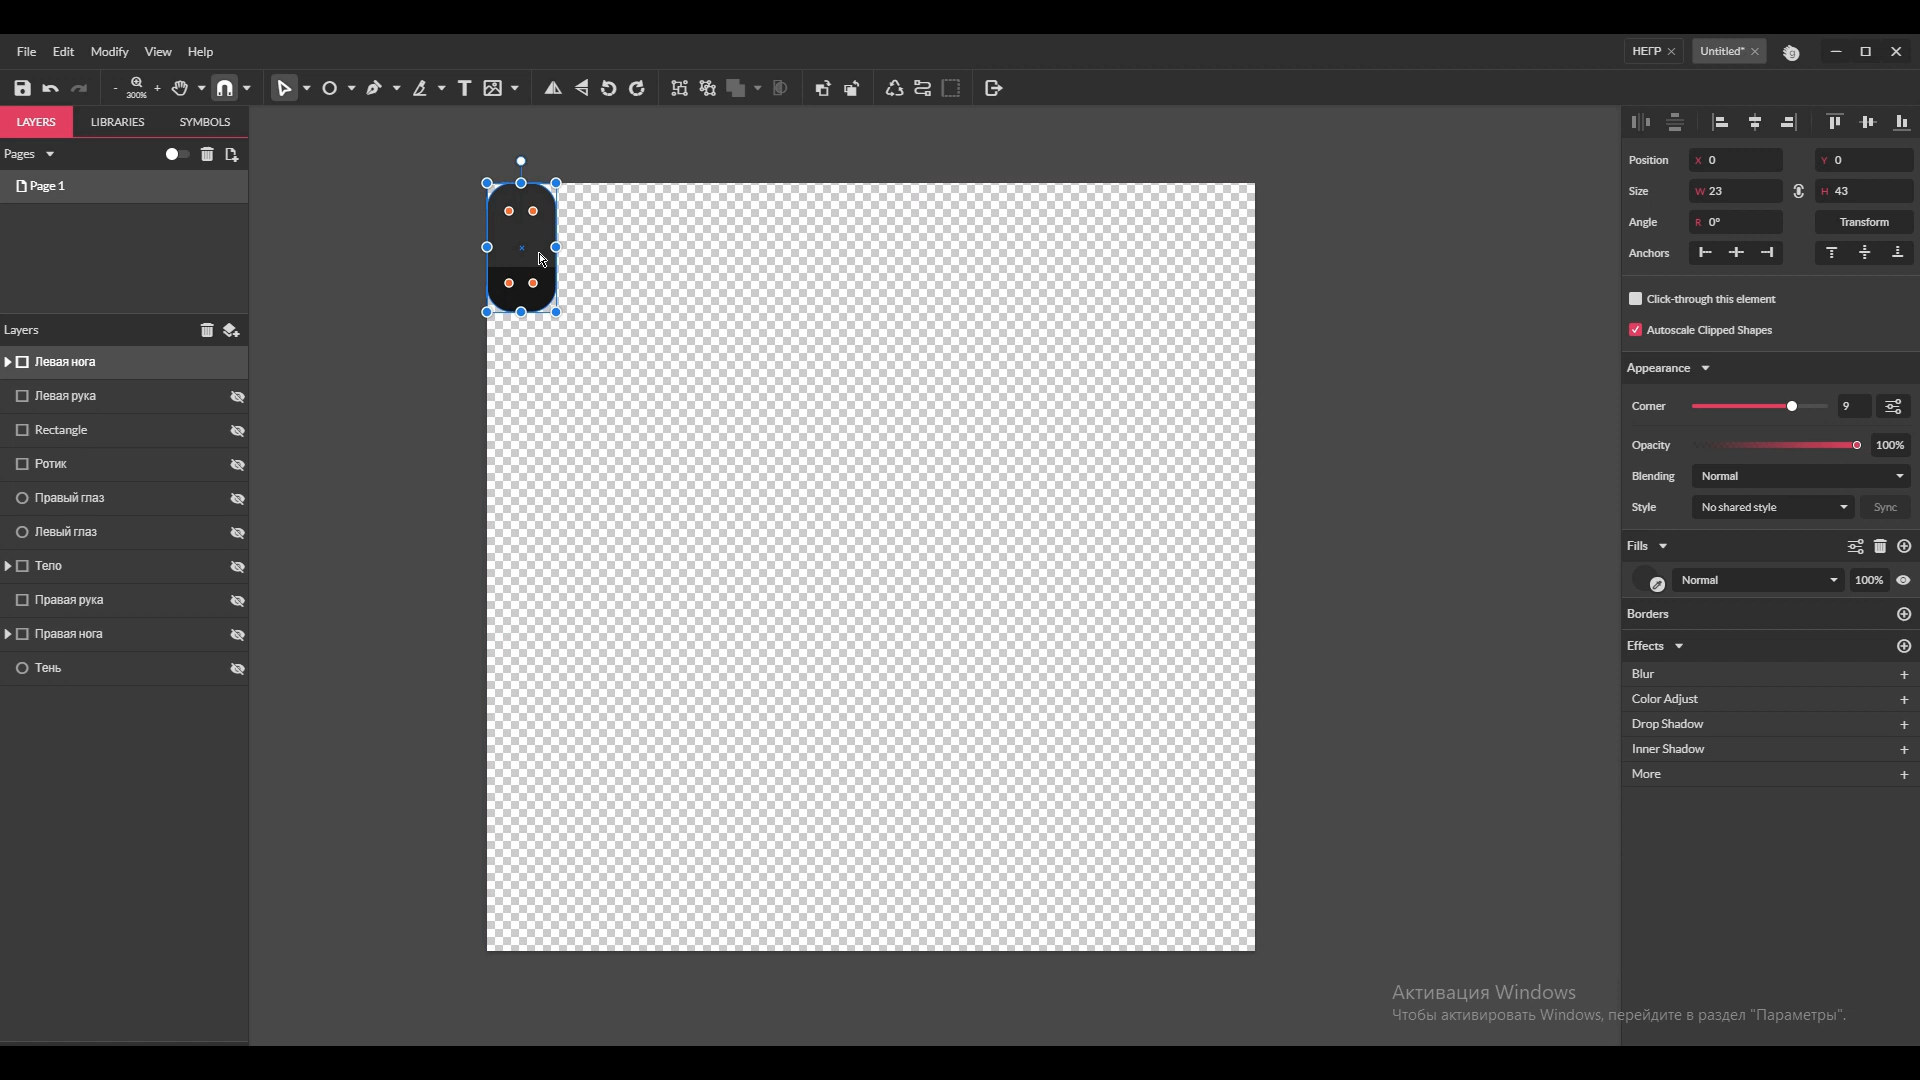 File Edit Modify View Help
НЕГР Untitled*
- 300% +
LAYERS LIBRARIES SYMBOLS
Pages
Page 1
Layers
Левая нога
Левая рука
Rectangle
Ротик
Правый глаз
Левый глаз
Тело
Правая рука
Правая нога
Тень
Position X 0 Y 0
Size W 23 H 43
Angle R 0° Transform
Anchors
Click-through this element
Autoscale Clipped Shapes
Appearance
Corner 9
Opacity 100%
Blending Normal
Style No shared style Sync
Fills
Normal 100%
Borders
Effects
Blur +
Color Adjust +
Drop Shadow +
Inner Shadow +
More +
Активация Windows
Чтобы активировать Windows, перейдите в раздел "Параметры".